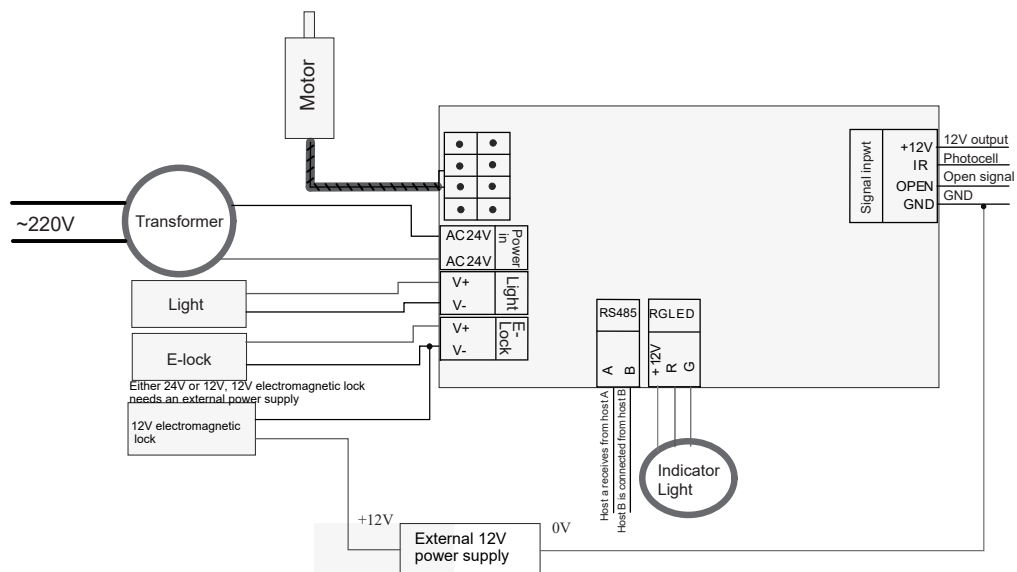 Motor
~220V
Transformer
AC24V
AC24V
Power
in
Light
V+
V-
Light
E-lock
V+
V-
E-
Lock
Either 24V or 12V, 12V electromagnetic lock
needs an external power supply
12V electromagnetic
lock
Signal inpwt
+12V
IR
OPEN
GND
12V output
Photocell
Open signal
GND
RS485
A
B
RGLED
+12V
R
G
Host a receives from host A
Host B is connected from host B
Indicator
Light
+12V
External 12V
power supply
0V